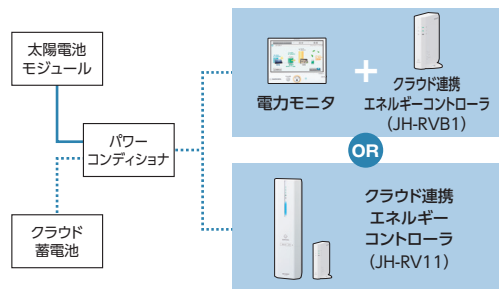 太陽電池
モジュール
パワー
コンディショナ
クラウド
蓄電池
電力モニタ
+
クラウド連携
エネルギーコントローラ
(JH-RVB1)
OR
クラウド連携
エネルギー
コントローラ
(JH-RV11)